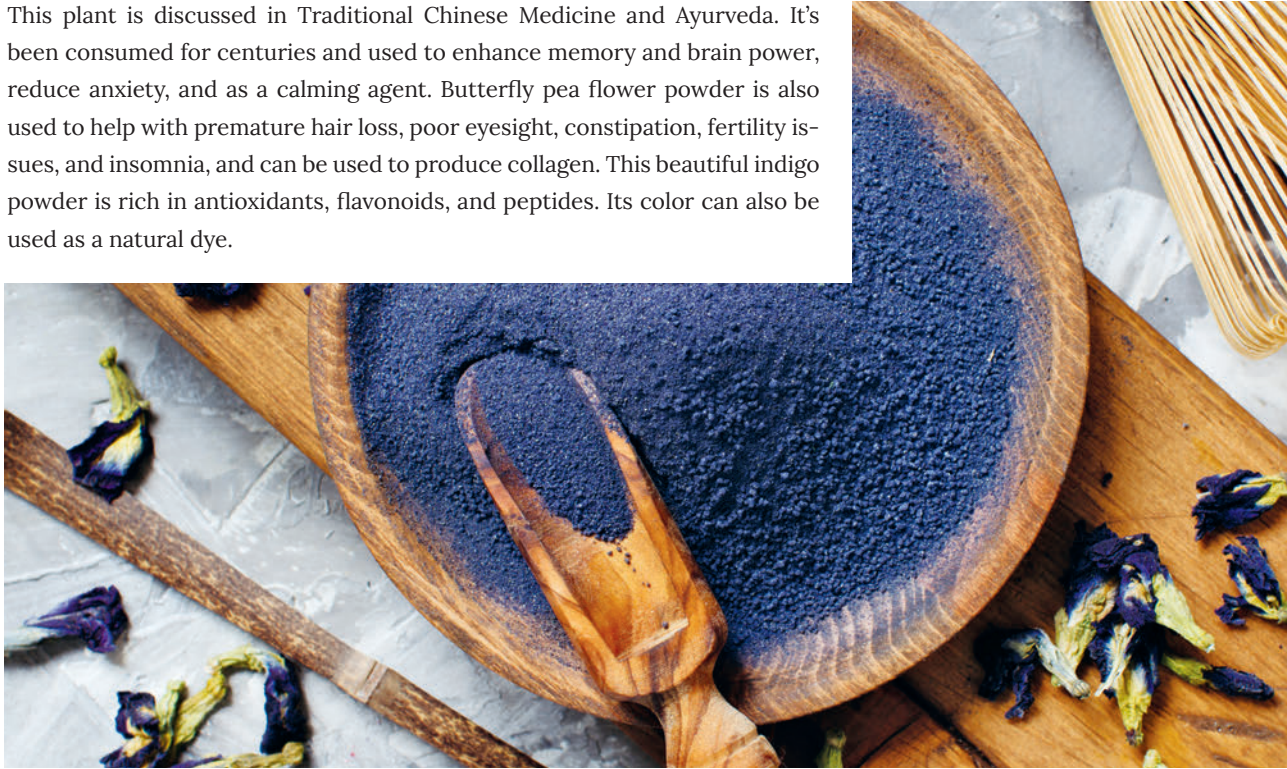 This plant is discussed in Traditional Chinese Medicine and Ayurveda. It’s
been consumed for centuries and used to enhance memory and brain power,
reduce anxiety, and as a calming agent. Butterfly pea flower powder is also
used to help with premature hair loss, poor eyesight, constipation, fertility is-
sues, and insomnia, and can be used to produce collagen. This beautiful indigo
powder is rich in antioxidants, flavonoids, and peptides. Its color can also be
used as a natural dye.